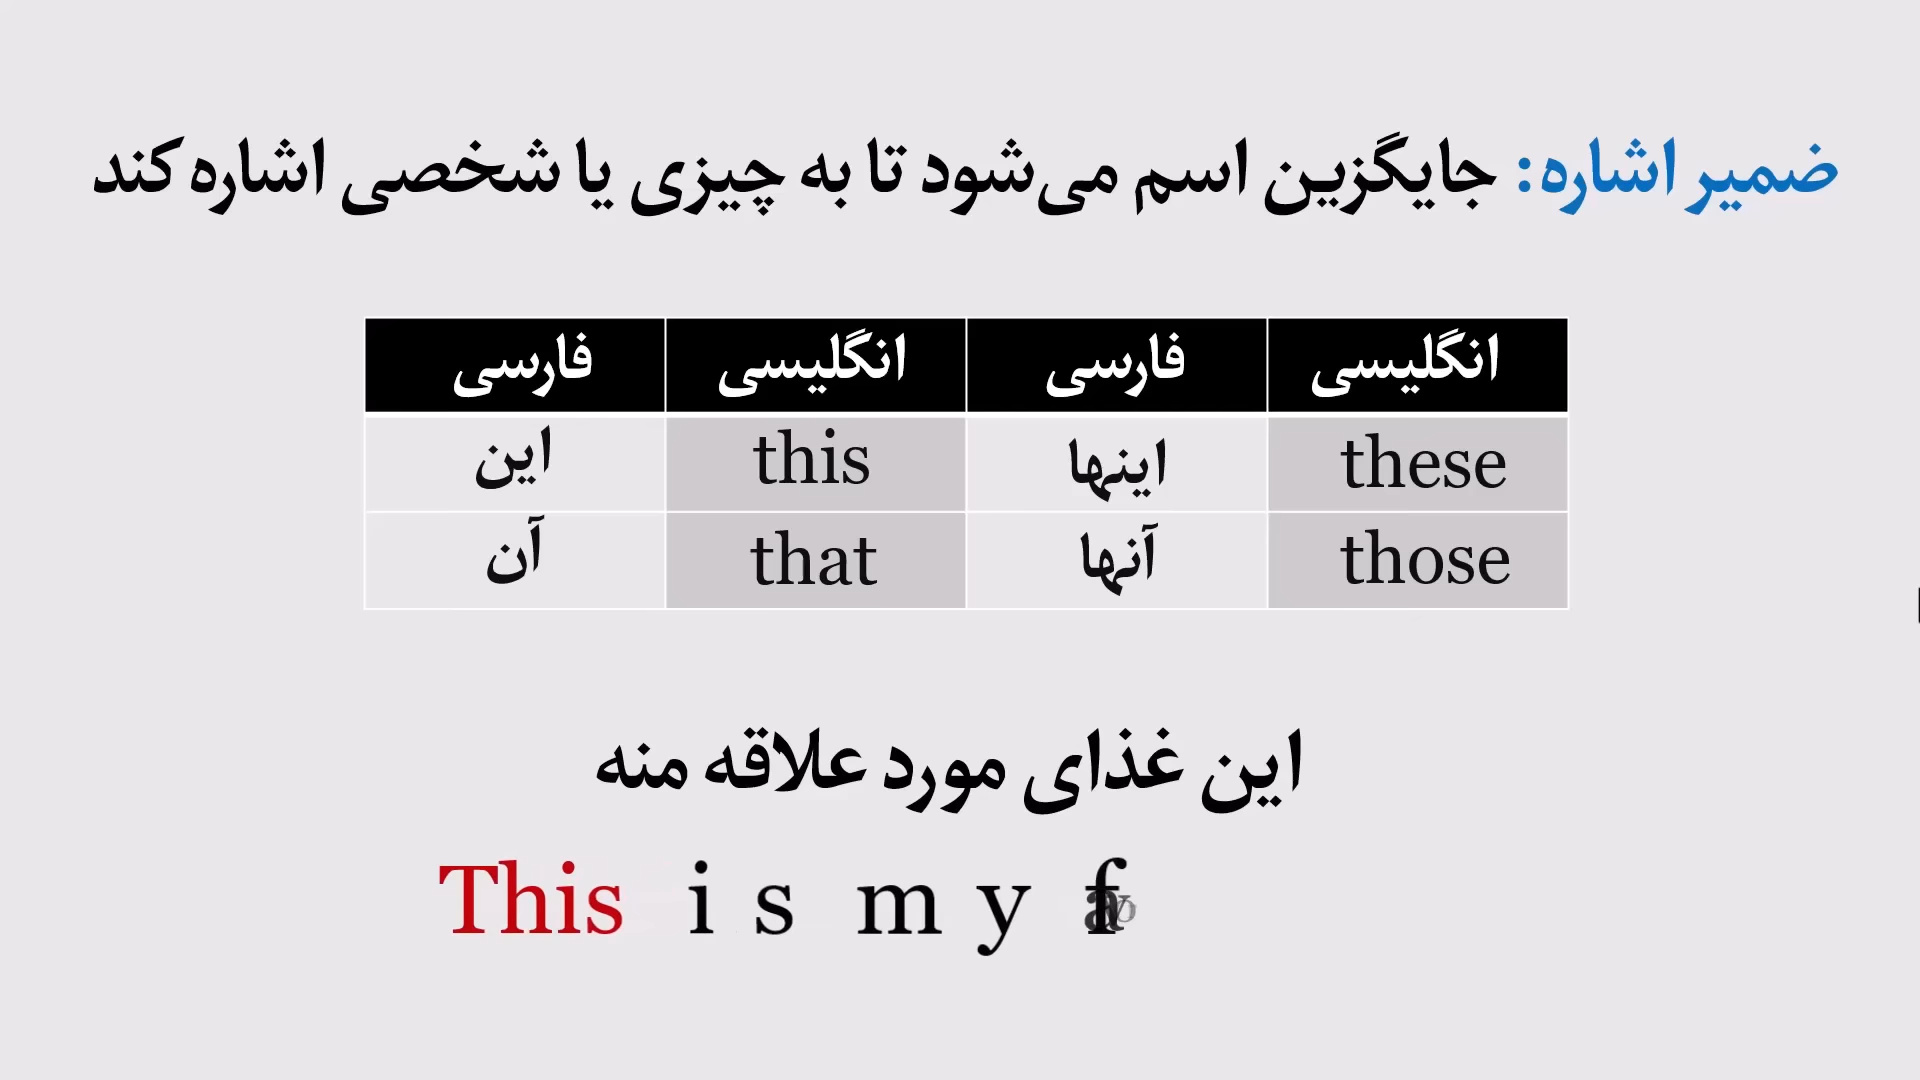 ضمیر اشاره: جایگزین اسم می‌شود تا به چیزی یا شخصی اشاره کند
فارسی انگلیسی فارسی انگلیسی
این this اینها these
آن that آنها those
این غذای مورد علاقه منه
This is my